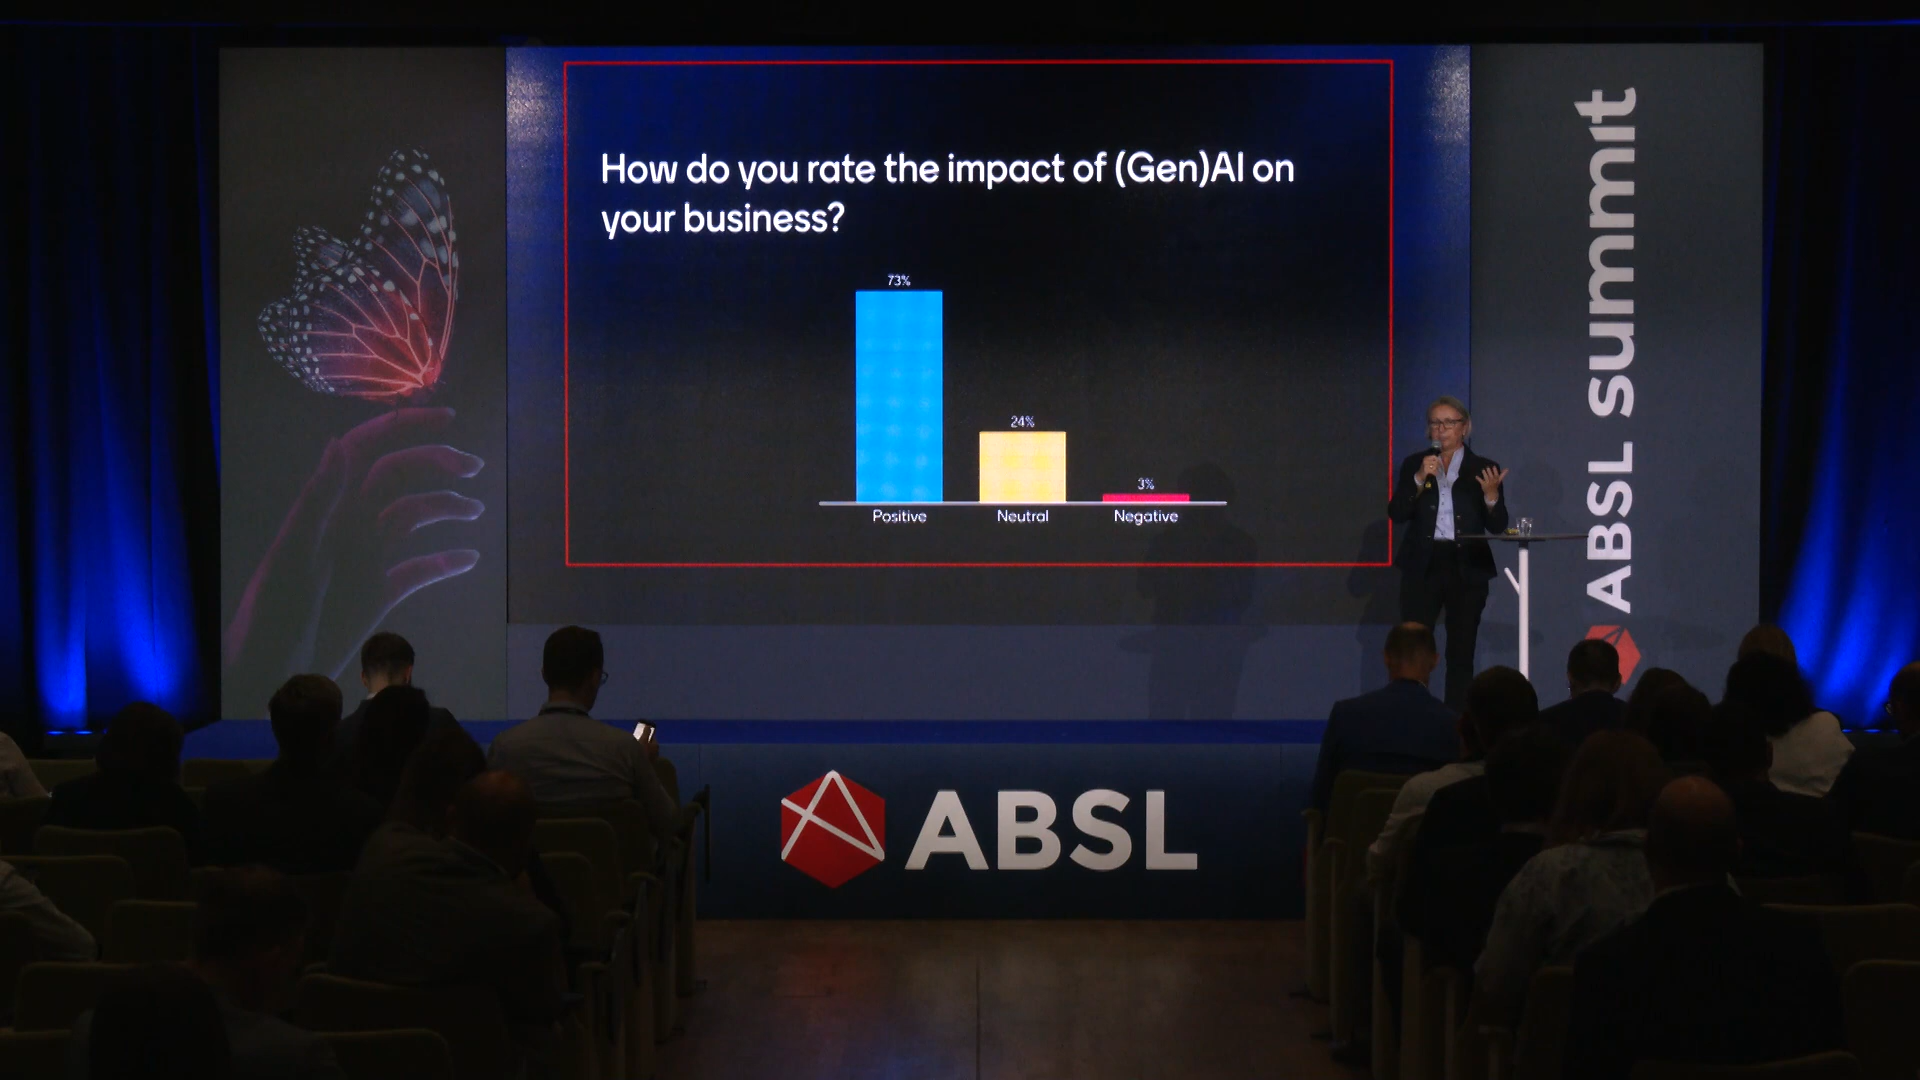 How do you rate the impact of (Gen)AI on
your business?
73%
24%
3%
Positive
Neutral
Negative
ABSL summit
ABSL